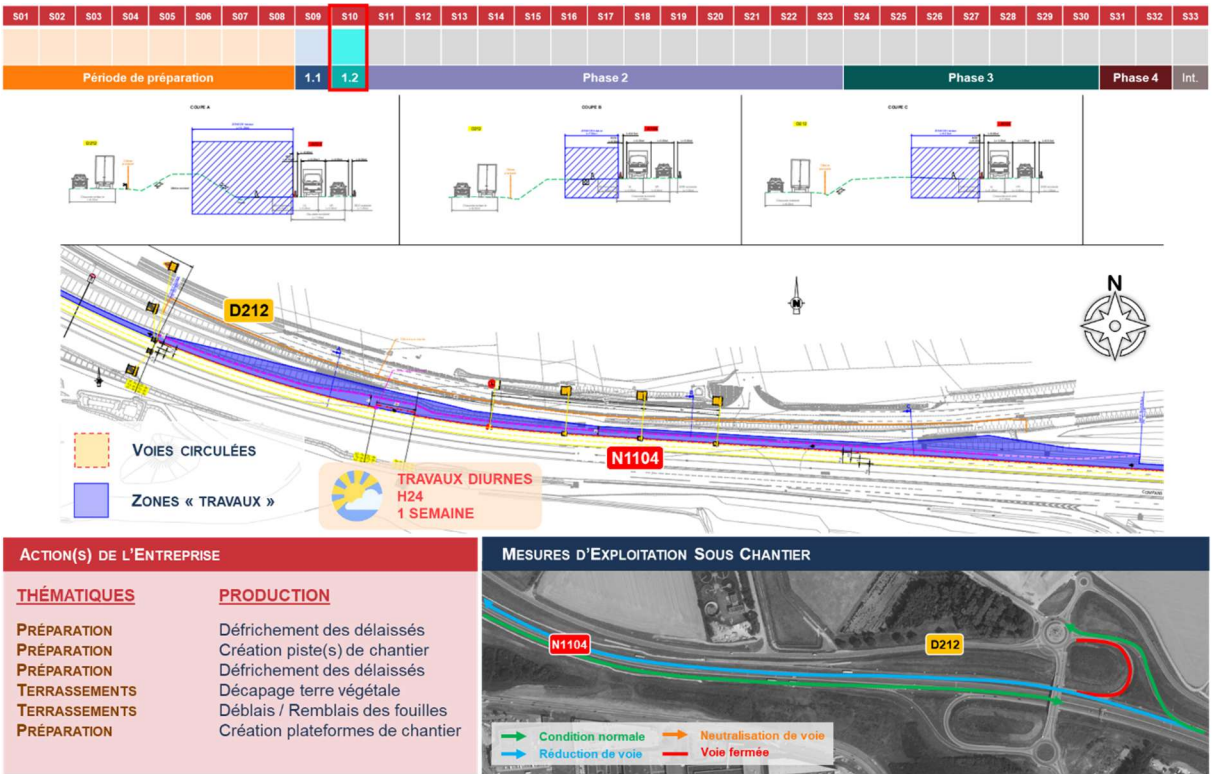 S01 S02 S03 S04 S05 S06 S07 S08 S09 S10 S11 S12 S13 S14 S15 S16 S17 S18 S19 S20 S21 S22 S23 S24 S25 S26 S27 S28 S29 S30 S31 S32 S33
Période de préparation 1.1 1.2 Phase 2 Phase 3 Phase 4 Int.
COUPE A COUPE B COUPE C
D212 D212
N
N
D212
N1104
VOIES CIRCULÉES
ZONES « TRAVAUX »
TRAVAUX DIURNES
H24
1 SEMAINE
ACTION(S) DE L'ENTREPRISE
THÉMATIQUES PRODUCTION
PRÉPARATION Défrichement des délaissés
PRÉPARATION Création piste(s) de chantier
PRÉPARATION Défrichement des délaissés
TERRASSEMENTS Décapage terre végétale
TERRASSEMENTS Déblais / Remblais des fouilles
PRÉPARATION Création plateformes de chantier
MESURES D'EXPLOITATION SOUS CHANTIER
N1104
D212
Condition normale Neutralisation de voie
Réduction de voie Voie fermée